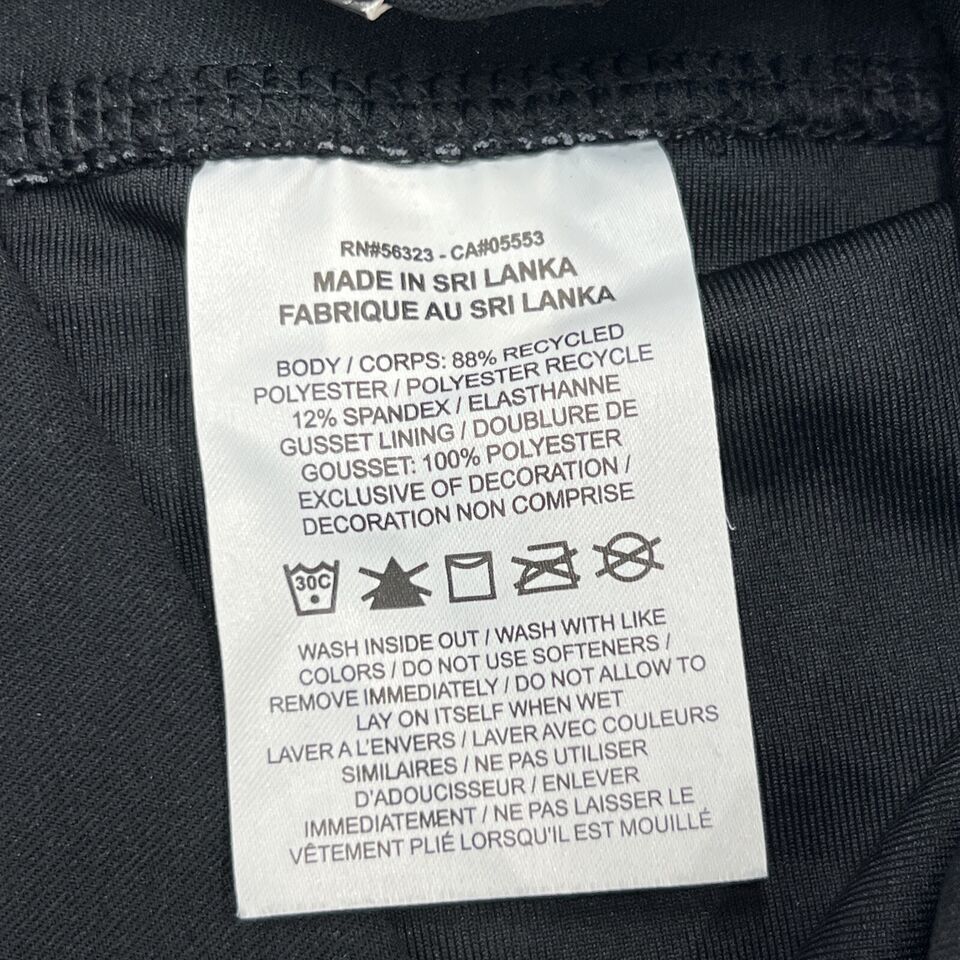 RN#56323 - CA#05553
MADE IN SRI LANKA
FABRIQUE AU SRI LANKA
BODY / CORPS: 88% RECYCLED
POLYESTER / POLYESTER RECYCLE
12% SPANDEX / ELASTHANNE
GUSSET LINING / DOUBLURE DE
GOUSSET: 100% POLYESTER
EXCLUSIVE OF DECORATION /
DECORATION NON COMPRISE
30C
WASH INSIDE OUT / WASH WITH LIKE
COLORS / DO NOT USE SOFTENERS /
REMOVE IMMEDIATELY / DO NOT ALLOW TO
LAY ON ITSELF WHEN WET
LAVER A L'ENVERS / LAVER AVEC COULEURS
SIMILAIRES / NE PAS UTILISER
D'ADOUCISSEUR / ENLEVER
IMMEDIATEMENT / NE PAS LAISSER LE
VÊTEMENT PLIÉ LORSQU'IL EST MOUILLÉ